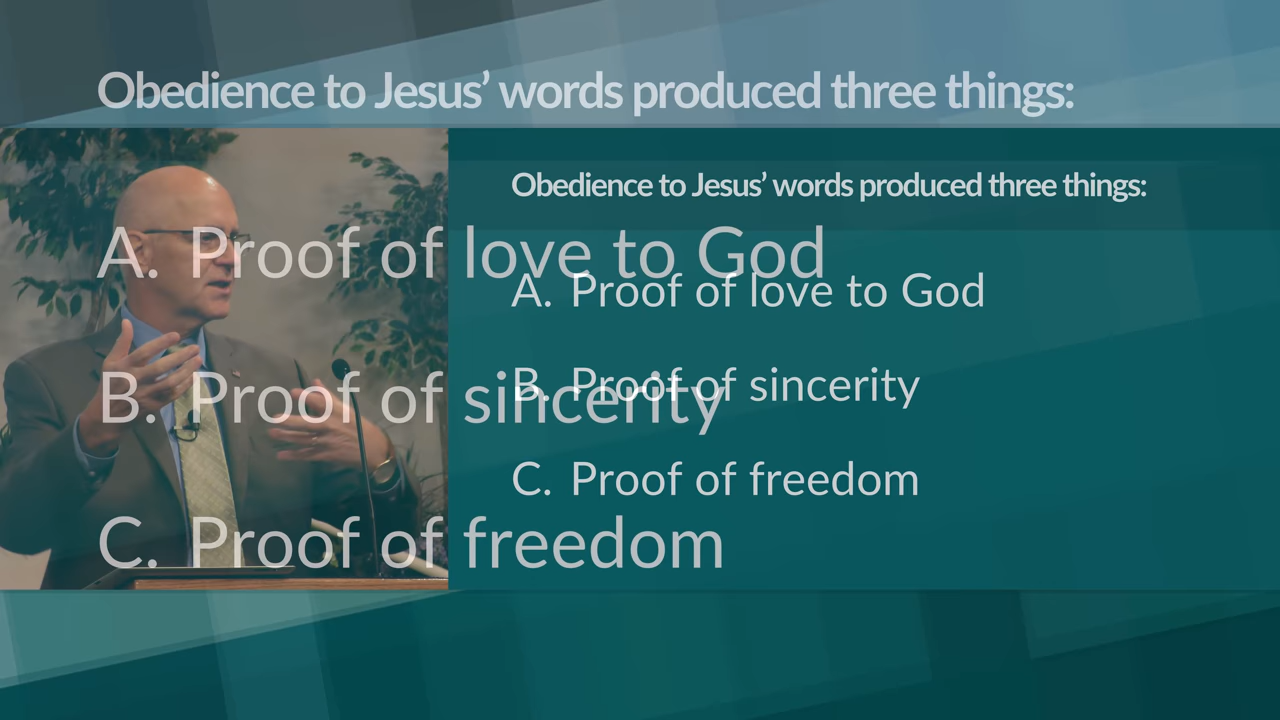 Obedience to Jesus’ words produced three things:
Obedience to Jesus’ words produced three things:
A. Proof of love to God
A. Proof of love to God
B. Proof of sincerity
B. Proof of sincerity
C. Proof of freedom
C. Proof of freedom